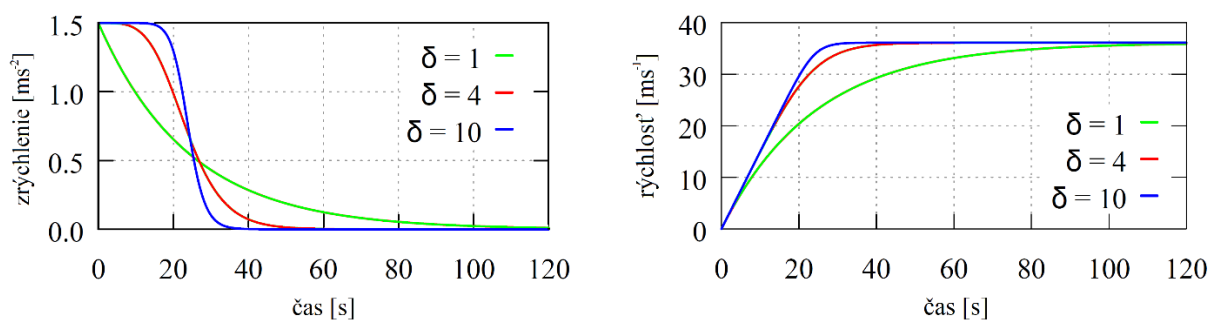 zrýchlenie [ms⁻²]
1.5
1.0
0.5
0.0
δ = 1
δ = 4
δ = 10
0 20 40 60 80 100 120
čas [s]
rýchlosť [ms⁻¹]
40
30
20
10
0
δ = 1
δ = 4
δ = 10
0 20 40 60 80 100 120
čas [s]